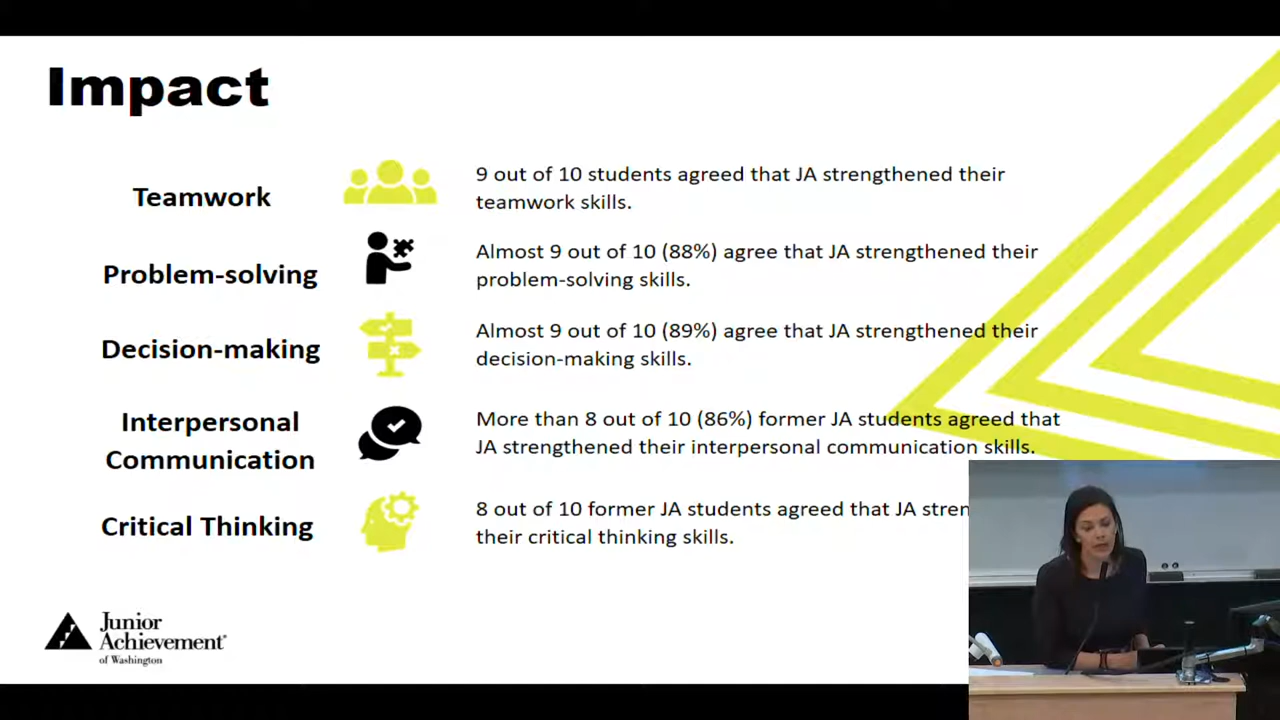 Impact
Teamwork
9 out of 10 students agreed that JA strengthened their
teamwork skills.
Problem-solving
Almost 9 out of 10 (88%) agree that JA strengthened their
problem-solving skills.
Decision-making
Almost 9 out of 10 (89%) agree that JA strengthened their
decision-making skills.
Interpersonal
Communication
More than 8 out of 10 (86%) former JA students agreed that
JA strengthened their interpersonal communication skills.
Critical Thinking
8 out of 10 former JA students agreed that JA
their critical thinking skills.
Junior
Achievement®
of Washington